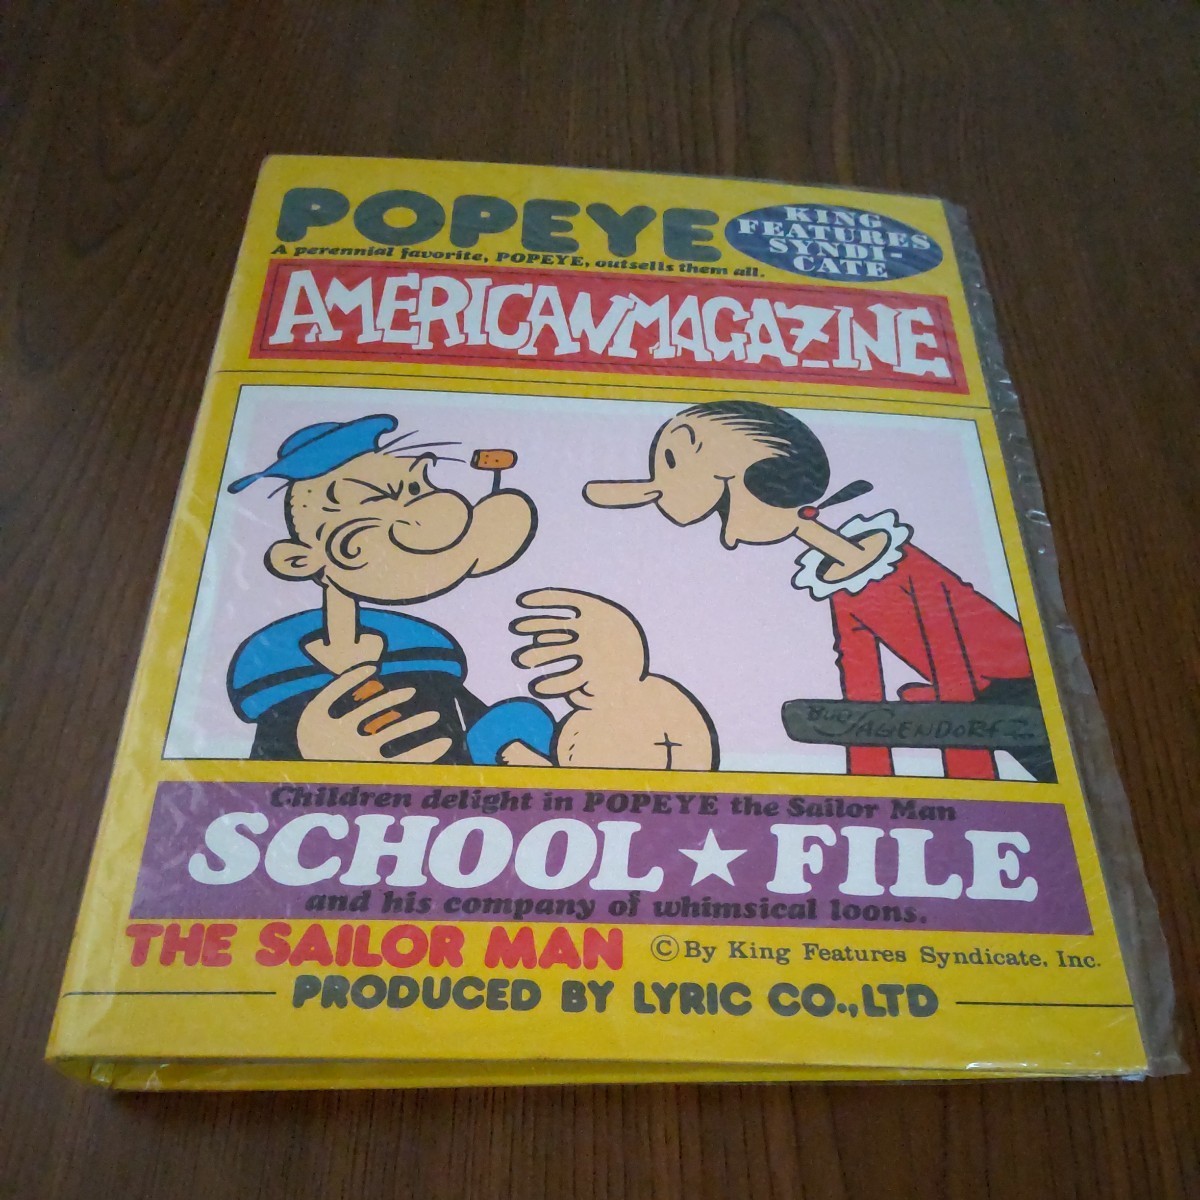 POPEYE
KING
FEATURES
SYNDI-
CATE
A perennial favorite, POPEYE, outsells them all.
AMERICAN MAGAZINE
BUD SAGENDORF
Children delight in POPEYE the Sailor Man
SCHOOL ★ FILE
and his company of whimsical loons.
THE SAILOR MAN
© By King Features Syndicate, Inc.
PRODUCED BY LYRIC CO.,LTD